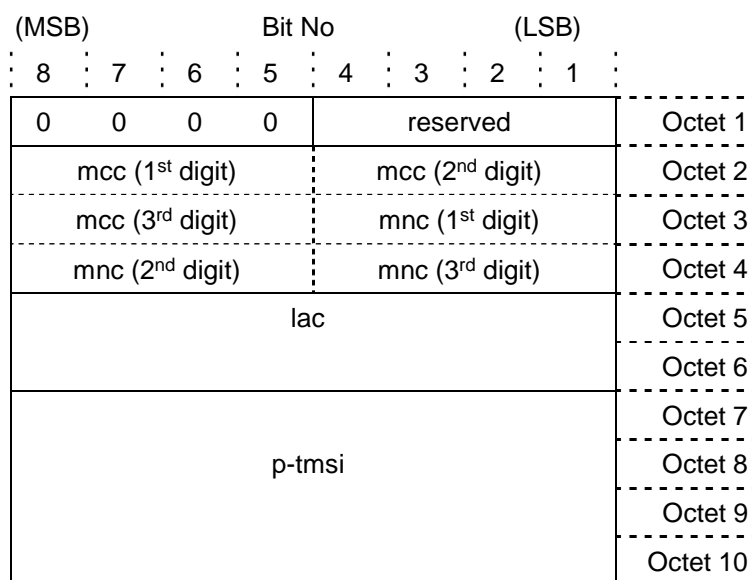 (MSB) Bit No (LSB)
8 7 6 5 4 3 2 1
0 0 0 0 reserved Octet 1
mcc (1st digit) mcc (2nd digit) Octet 2
mcc (3rd digit) mnc (1st digit) Octet 3
mnc (2nd digit) mnc (3rd digit) Octet 4
lac Octet 5
Octet 6
Octet 7
p-tmsi Octet 8
Octet 9
Octet 10